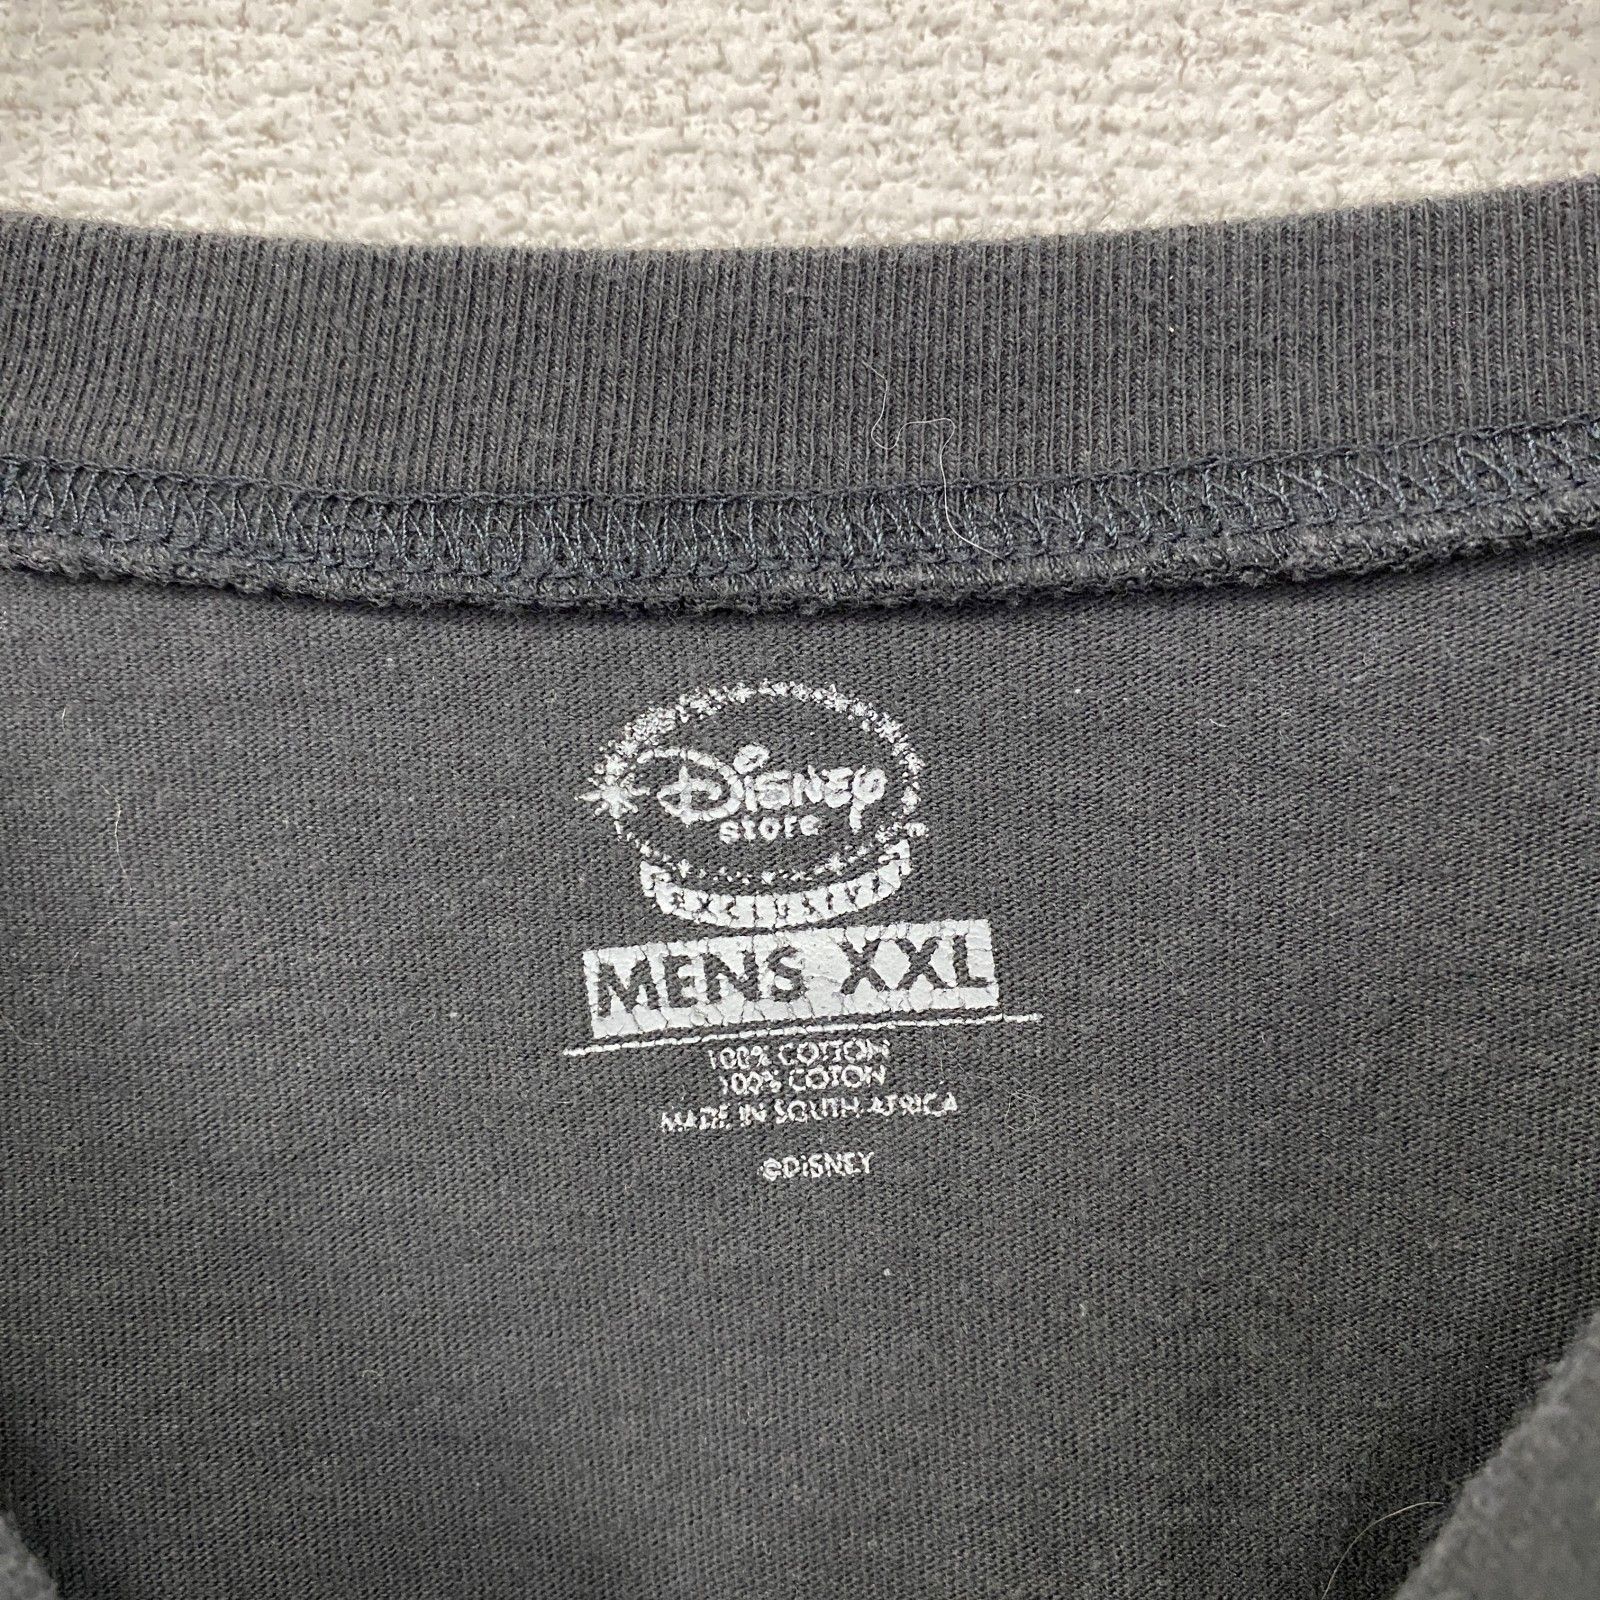 Disney
store
EXCLUSIVE
MENS XXL
100% COTTON
100% COTON
MADE IN SOUTH AFRICA
©DISNEY